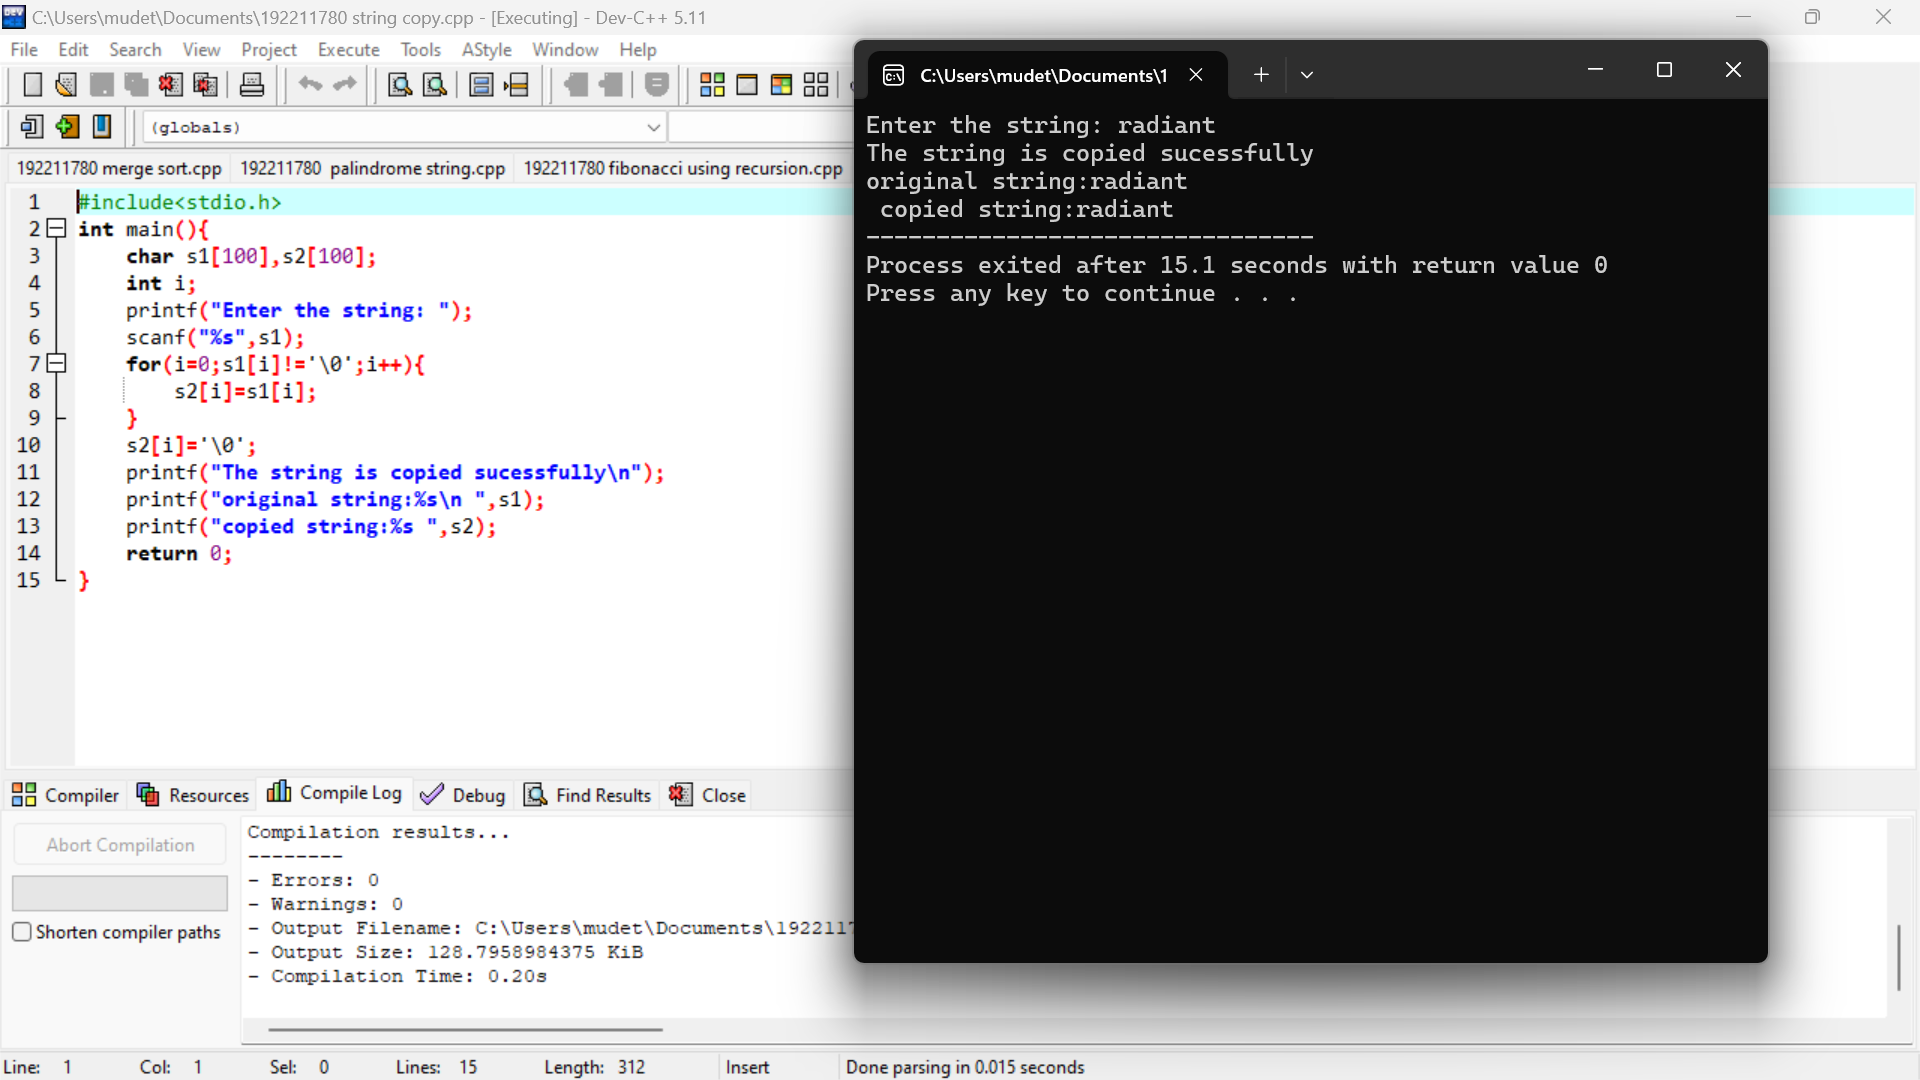 C:\Users\mudet\Documents\192211780 string copy.cpp - [Executing] - Dev-C++ 5.11
File Edit Search View Project Execute Tools AStyle Window Help
(globals)
192211780 merge sort.cpp 192211780 palindrome string.cpp 192211780 fibonacci using recursion.cpp
1 #include<stdio.h>
2 int main(){
3 char s1[100],s2[100];
4 int i;
5 printf("Enter the string: ");
6 scanf("%s",s1);
7 for(i=0;s1[i]!='\0';i++){
8 s2[i]=s1[i];
9 }
10 s2[i]='\0';
11 printf("The string is copied sucessfully\n");
12 printf("original string:%s\n ",s1);
13 printf("copied string:%s ",s2);
14 return 0;
15 }
C:\Users\mudet\Documents\1
Enter the string: radiant
The string is copied sucessfully
original string:radiant
copied string:radiant
--------------------------------
Process exited after 15.1 seconds with return value 0
Press any key to continue . . .
Compiler Resources Compile Log Debug Find Results Close
Abort Compilation
Shorten compiler paths
Compilation results...
--------
- Errors: 0
- Warnings: 0
- Output Filename: C:\Users\mudet\Documents\1922117
- Output Size: 128.7958984375 KiB
- Compilation Time: 0.20s
Line: 1 Col: 1 Sel: 0 Lines: 15 Length: 312 Insert Done parsing in 0.015 seconds